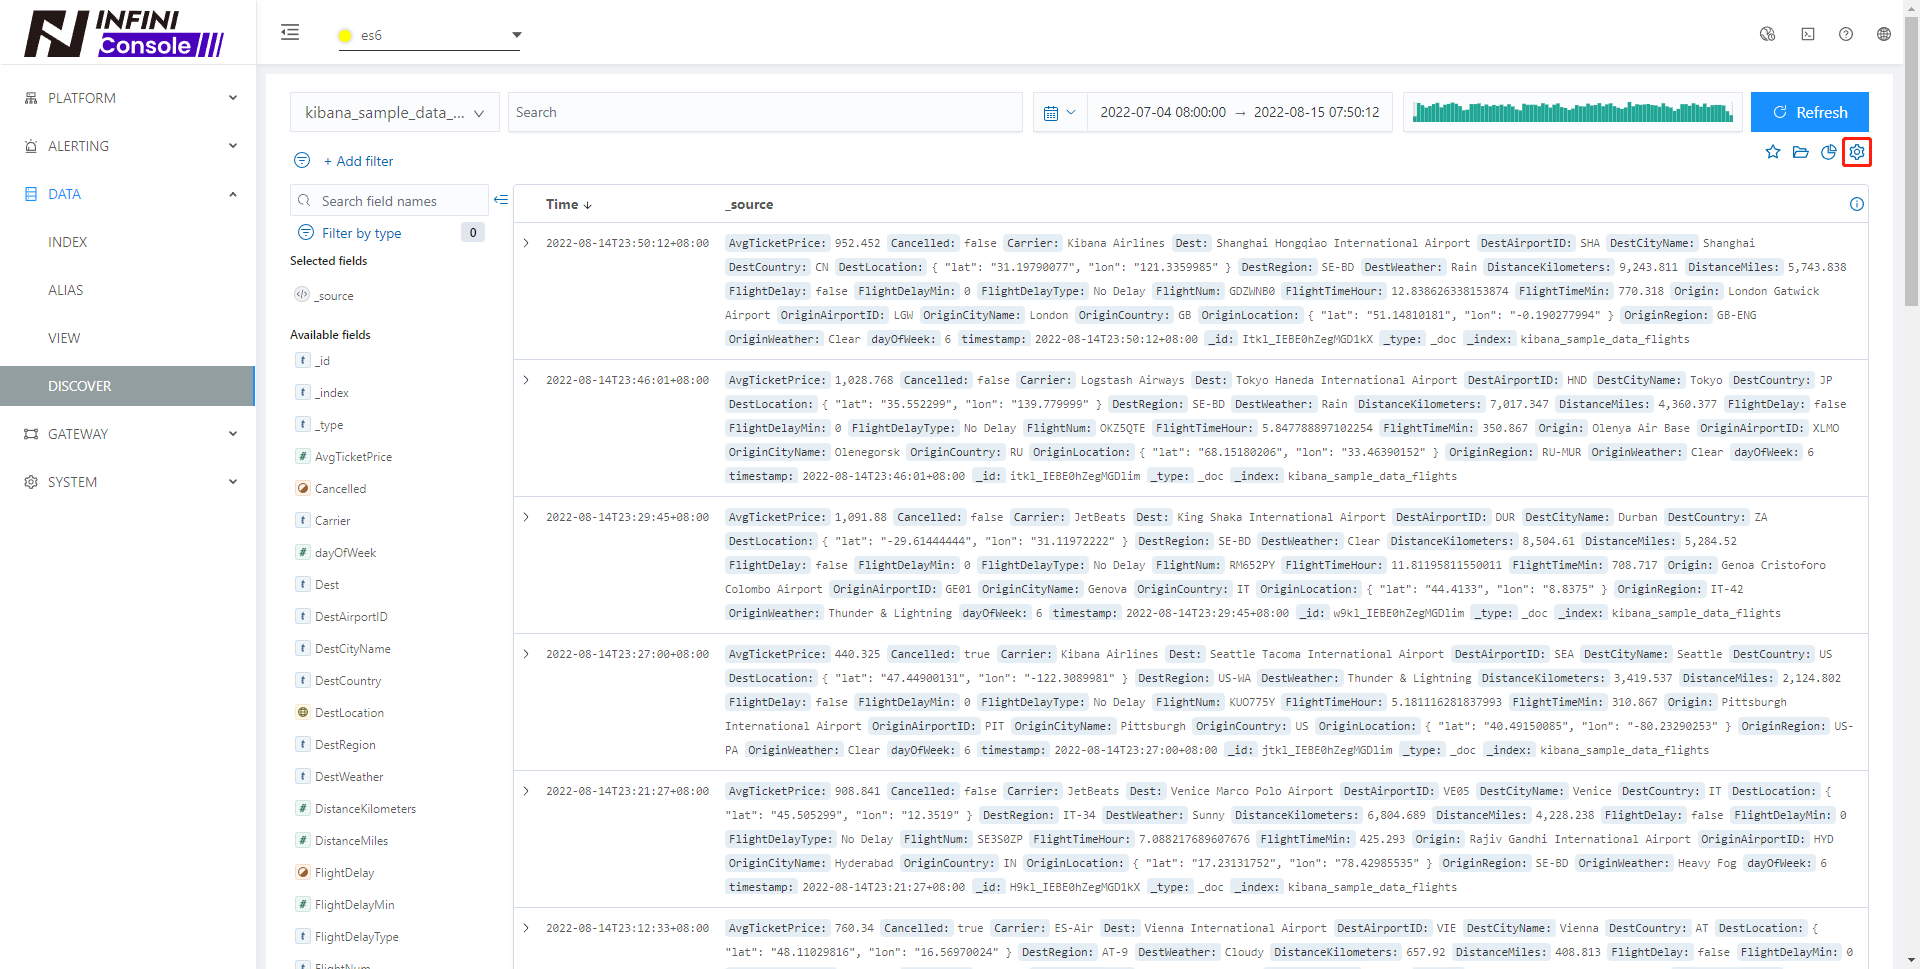 INFINI
Console
es6
PLATFORM
ALERTING
DATA
INDEX
ALIAS
VIEW
DISCOVER
GATEWAY
SYSTEM
kibana_sample_data_...
Search
2022-07-04 08:00:00 → 2022-08-15 07:50:12
Refresh
+ Add filter
Search field names
Filter by type 0
Selected fields
_source
Available fields
t _id
t _index
t _type
# AvgTicketPrice
Cancelled
t Carrier
# dayOfWeek
t Dest
t DestAirportID
t DestCityName
t DestCountry
DestLocation
t DestRegion
t DestWeather
# DistanceKilometers
# DistanceMiles
FlightDelay
# FlightDelayMin
t FlightDelayType
t FlightNum
Time ↓ _source
2022-08-14T23:50:12+08:00 AvgTicketPrice: 952.452 Cancelled: false Carrier: Kibana Airlines Dest: Shanghai Hongqiao International Airport DestAirportID: SHA DestCityName: Shanghai
DestCountry: CN DestLocation: { "lat": "31.19790077", "lon": "121.3359985" } DestRegion: SE-BD DestWeather: Rain DistanceKilometers: 9,243.811 DistanceMiles: 5,743.838
FlightDelay: false FlightDelayMin: 0 FlightDelayType: No Delay FlightNum: GDZWNB0 FlightTimeHour: 12.838626338153874 FlightTimeMin: 770.318 Origin: London Gatwick
Airport OriginAirportID: LGW OriginCityName: London OriginCountry: GB OriginLocation: { "lat": "51.14810181", "lon": "-0.190277994" } OriginRegion: GB-ENG
OriginWeather: Clear dayOfWeek: 6 timestamp: 2022-08-14T23:50:12+08:00 _id: Itkl_IEBE0hZegMGD1kX _type: _doc _index: kibana_sample_data_flights
2022-08-14T23:46:01+08:00 AvgTicketPrice: 1,028.768 Cancelled: false Carrier: Logstash Airways Dest: Tokyo Haneda International Airport DestAirportID: HND DestCityName: Tokyo DestCountry: JP
DestLocation: { "lat": "35.552299", "lon": "139.779999" } DestRegion: SE-BD DestWeather: Rain DistanceKilometers: 7,017.347 DistanceMiles: 4,360.377 FlightDelay: false
FlightDelayMin: 0 FlightDelayType: No Delay FlightNum: OKZ5QTE FlightTimeHour: 5.847788897102254 FlightTimeMin: 350.867 Origin: Olenya Air Base OriginAirportID: XLMO
OriginCityName: Olenegorsk OriginCountry: RU OriginLocation: { "lat": "68.15180206", "lon": "33.46390152" } OriginRegion: RU-MUR OriginWeather: Clear dayOfWeek: 6
timestamp: 2022-08-14T23:46:01+08:00 _id: itkl_IEBE0hZegMGDlim _type: _doc _index: kibana_sample_data_flights
2022-08-14T23:29:45+08:00 AvgTicketPrice: 1,091.88 Cancelled: false Carrier: JetBeats Dest: King Shaka International Airport DestAirportID: DUR DestCityName: Durban DestCountry: ZA
DestLocation: { "lat": "-29.61444444", "lon": "31.11972222" } DestRegion: SE-BD DestWeather: Clear DistanceKilometers: 8,504.61 DistanceMiles: 5,284.52
FlightDelay: false FlightDelayMin: 0 FlightDelayType: No Delay FlightNum: RM652PY FlightTimeHour: 11.81195811550011 FlightTimeMin: 708.717 Origin: Genoa Cristoforo
Colombo Airport OriginAirportID: GE01 OriginCityName: Genova OriginCountry: IT OriginLocation: { "lat": "44.4133", "lon": "8.8375" } OriginRegion: IT-42
OriginWeather: Thunder & Lightning dayOfWeek: 6 timestamp: 2022-08-14T23:29:45+08:00 _id: w9kl_IEBE0hZegMGDlim _type: _doc _index: kibana_sample_data_flights
2022-08-14T23:27:00+08:00 AvgTicketPrice: 440.325 Cancelled: true Carrier: Kibana Airlines Dest: Seattle Tacoma International Airport DestAirportID: SEA DestCityName: Seattle DestCountry: US
DestLocation: { "lat": "47.44900131", "lon": "-122.3089981" } DestRegion: US-WA DestWeather: Thunder & Lightning DistanceKilometers: 3,419.537 DistanceMiles: 2,124.802
FlightDelay: false FlightDelayMin: 0 FlightDelayType: No Delay FlightNum: KUO775Y FlightTimeHour: 5.181116281837993 FlightTimeMin: 310.867 Origin: Pittsburgh
International Airport OriginAirportID: PIT OriginCityName: Pittsburgh OriginCountry: US OriginLocation: { "lat": "40.49150085", "lon": "-80.23290253" } OriginRegion: US-
PA OriginWeather: Clear dayOfWeek: 6 timestamp: 2022-08-14T23:27:00+08:00 _id: jtkl_IEBE0hZegMGDlim _type: _doc _index: kibana_sample_data_flights
2022-08-14T23:21:27+08:00 AvgTicketPrice: 908.841 Cancelled: false Carrier: JetBeats Dest: Venice Marco Polo Airport DestAirportID: VE05 DestCityName: Venice DestCountry: IT DestLocation: {
"lat": "45.505299", "lon": "12.3519" } DestRegion: IT-34 DestWeather: Sunny DistanceKilometers: 6,804.689 DistanceMiles: 4,228.238 FlightDelay: false FlightDelayMin: 0
FlightDelayType: No Delay FlightNum: SE3S0ZP FlightTimeHour: 7.088217689607676 FlightTimeMin: 425.293 Origin: Rajiv Gandhi International Airport OriginAirportID: HYD
OriginCityName: Hyderabad OriginCountry: IN OriginLocation: { "lat": "17.23131752", "lon": "78.42985535" } OriginRegion: SE-BD OriginWeather: Heavy Fog dayOfWeek: 6
timestamp: 2022-08-14T23:21:27+08:00 _id: H9kl_IEBE0hZegMGD1kX _type: _doc _index: kibana_sample_data_flights
2022-08-14T23:12:33+08:00 AvgTicketPrice: 760.34 Cancelled: true Carrier: ES-Air Dest: Vienna International Airport DestAirportID: VIE DestCityName: Vienna DestCountry: AT DestLocation: {
"lat": "48.11029816", "lon": "16.56970024" } DestRegion: AT-9 DestWeather: Cloudy DistanceKilometers: 657.92 DistanceMiles: 408.813 FlightDelay: false FlightDelayMin: 0